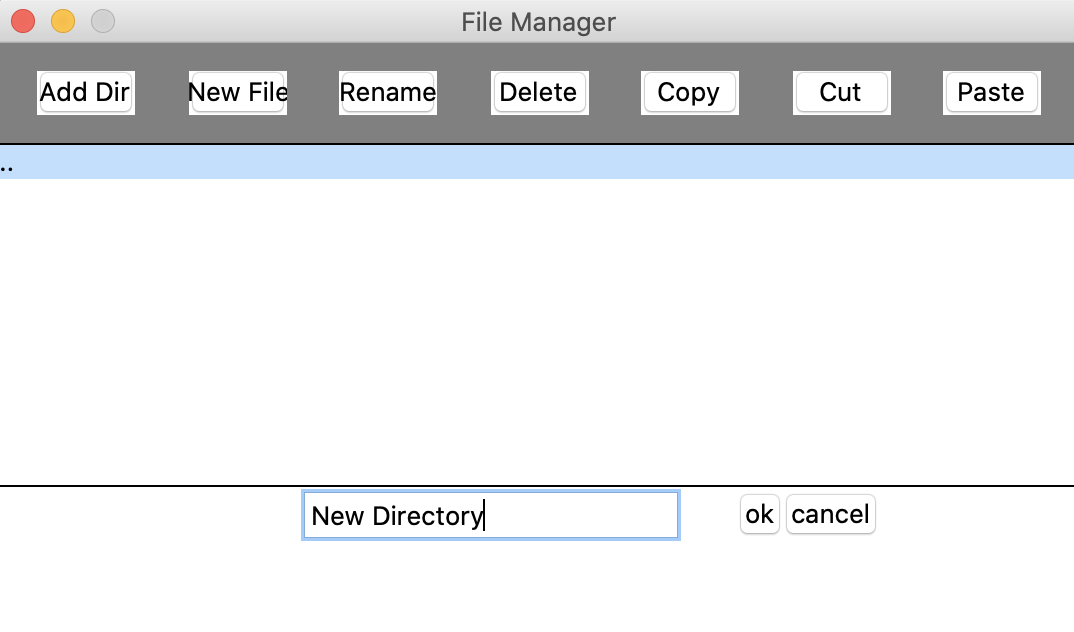 File Manager
Add Dir New File Rename Delete Copy Cut Paste
..
New Directory ok cancel